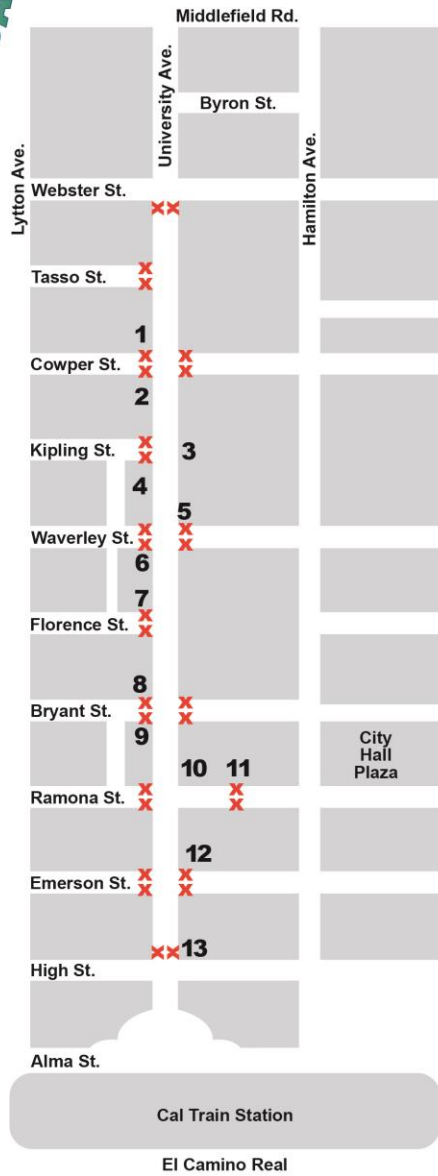 Middlefield Rd.
University Ave.
Byron St.
Lytton Ave.
Hamilton Ave.
Webster St.
XX
X
Tasso St.
X
1
X X
Cowper St.
X X
2
X
Kipling St.
X
3
4
5
X X
Waverley St.
X X
6
7
X
Florence St.
X
8
X X
Bryant St.
X X
9
City
Hall
Plaza
10 11
X X
Ramona St.
X X
12
X X
Emerson St.
X X
XX 13
High St.
Alma St.
Cal Train Station
El Camino Real